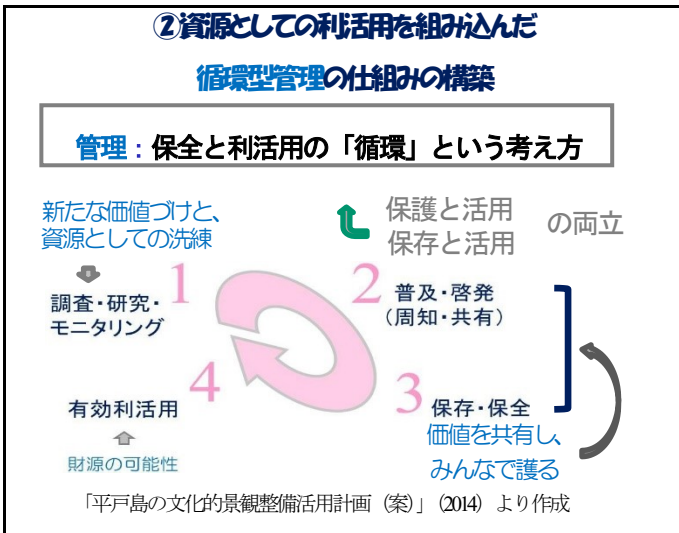 ②資源としての利活用を組み込んだ
循環型管理の仕組みの構築
管理：保全と利活用の「循環」という考え方
新たな価値づけと、
資源としての洗練
保護と活用
保存と活用
の両立
1
調査・研究・
モニタリング
2
普及・啓発
（周知・共有）
4
有効利活用
財源の可能性
3
保存・保全
価値を共有し、
みんなで護る
「平戸島の文化的景観整備活用計画（案）」（2014）より作成